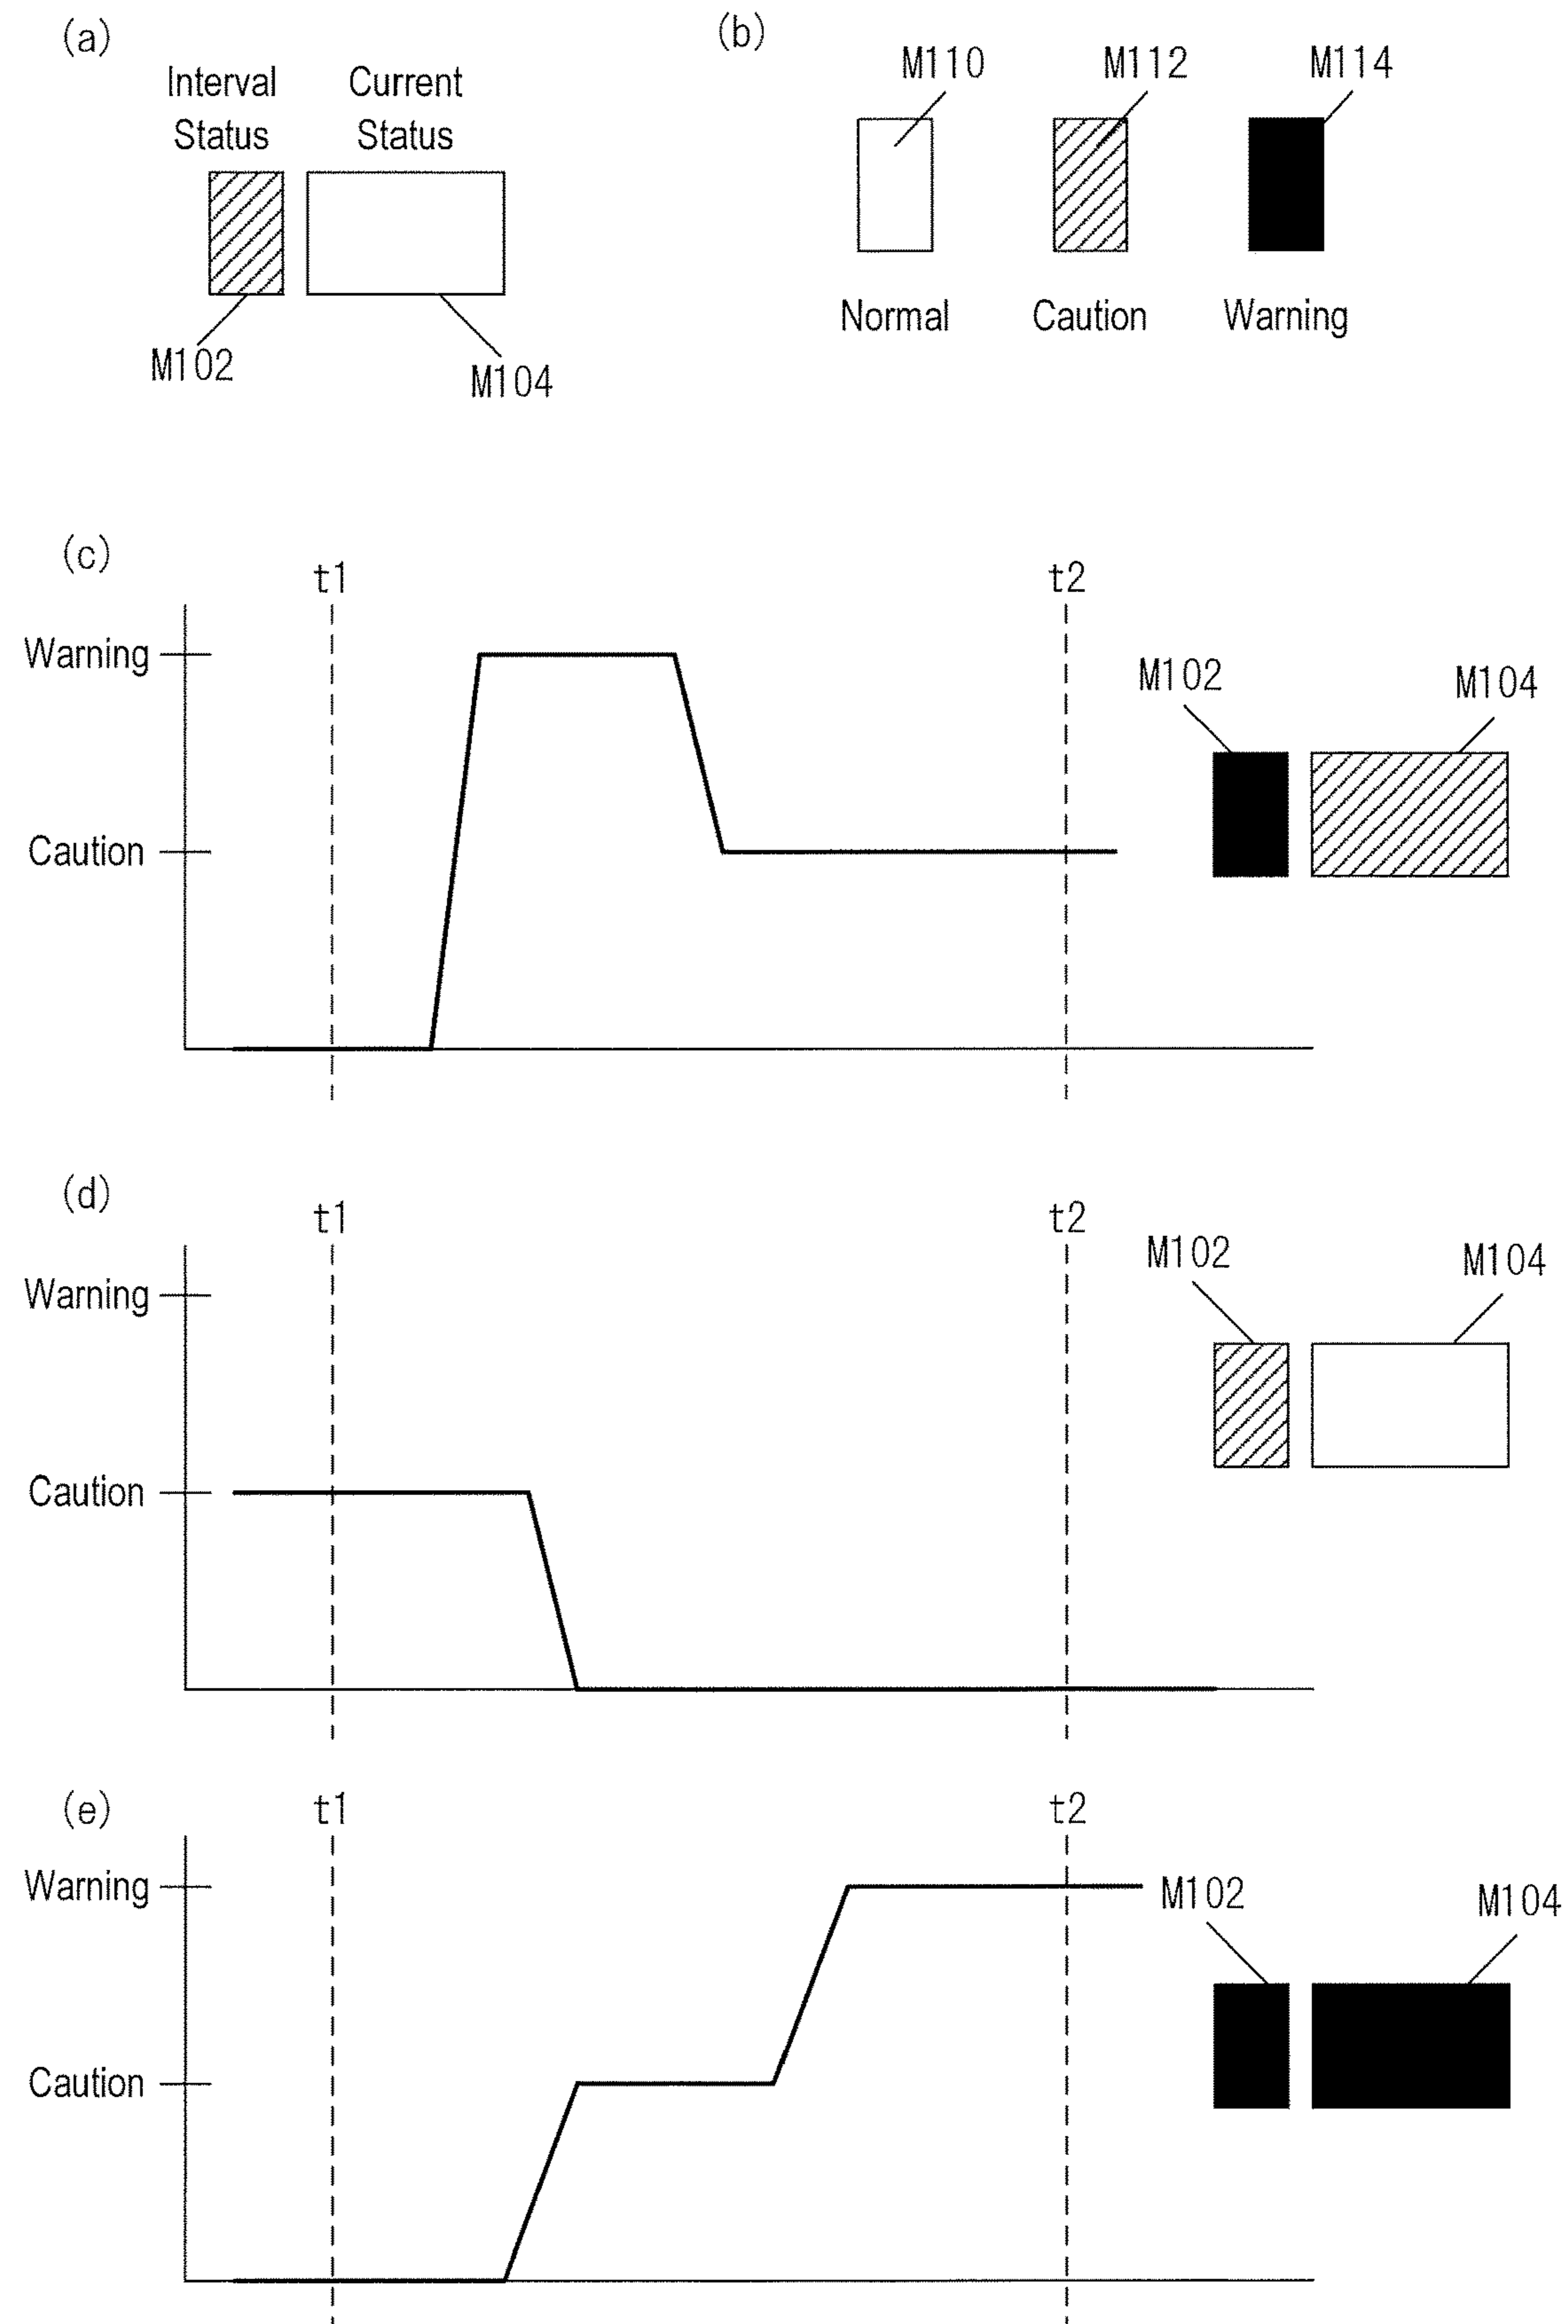 (a)
Interval
Status
Current
Status
M102
M104
(b)
M110
M112
M114
Normal
Caution
Warning
(c)
t1
t2
Warning
Caution
M102
M104
(d)
t1
t2
Warning
Caution
M102
M104
(e)
t1
t2
Warning
Caution
M102
M104